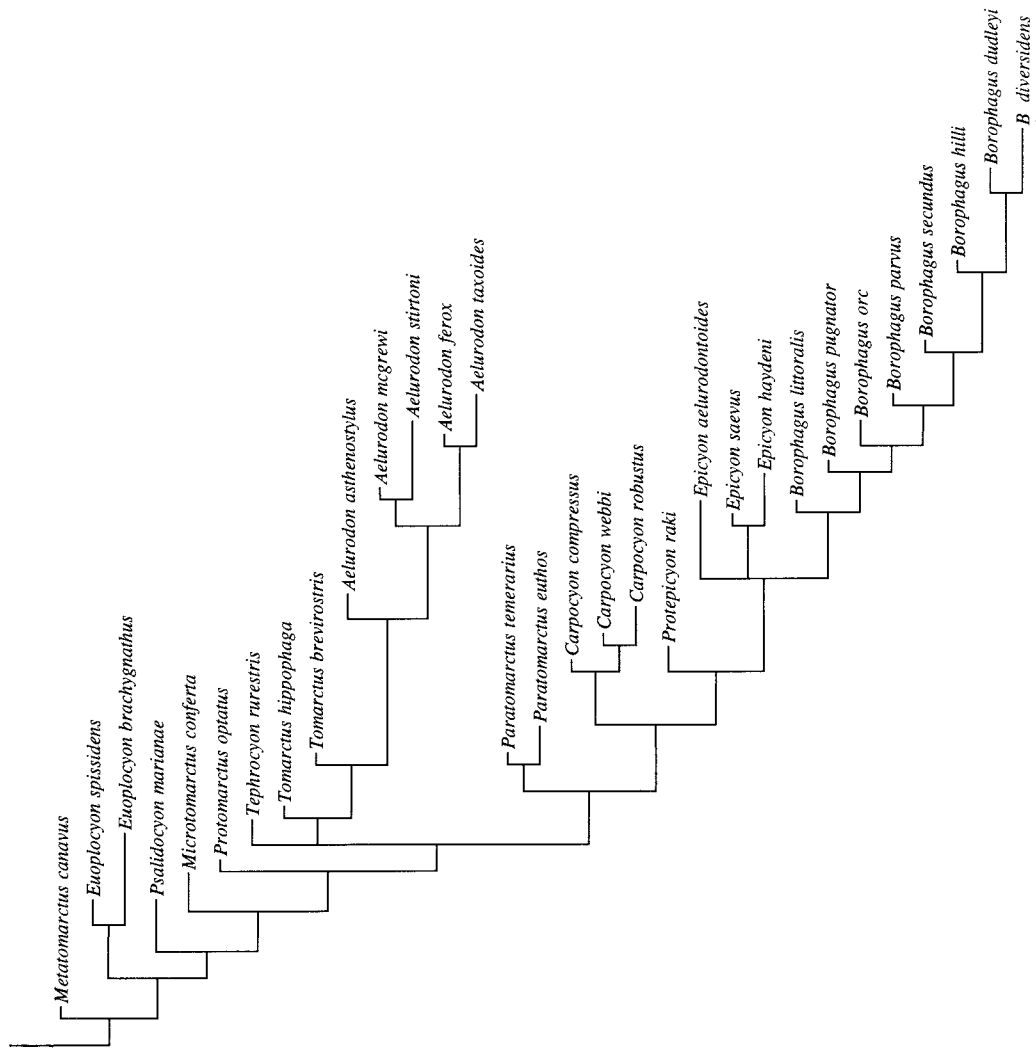 Metatomarctus canavus
Euoplocyon spissidens
Euoplocyon brachygnathus
Psalidocyon marianae
Microtomarctus conferta
Protomarctus optatus
Tephrocyon rurestris
Tomarctus hippophaga
Tomarctus brevirostris
Aelurodon asthenostylus
Aelurodon mcgrewi
Aelurodon stirtoni
Aelurodon ferox
Aelurodon taxoides
Paratomarctus temerarius
Paratomarctus euthos
Carpocyon compressus
Carpocyon webbi
Carpocyon robustus
Protepicyon raki
Epicyon aelurodontoides
Epicyon saevus
Epicyon haydeni
Borophagus littoralis
Borophagus pugnator
Borophagus orc
Borophagus parvus
Borophagus secundus
Borophagus hilli
Borophagus dudleyi
B diversidens